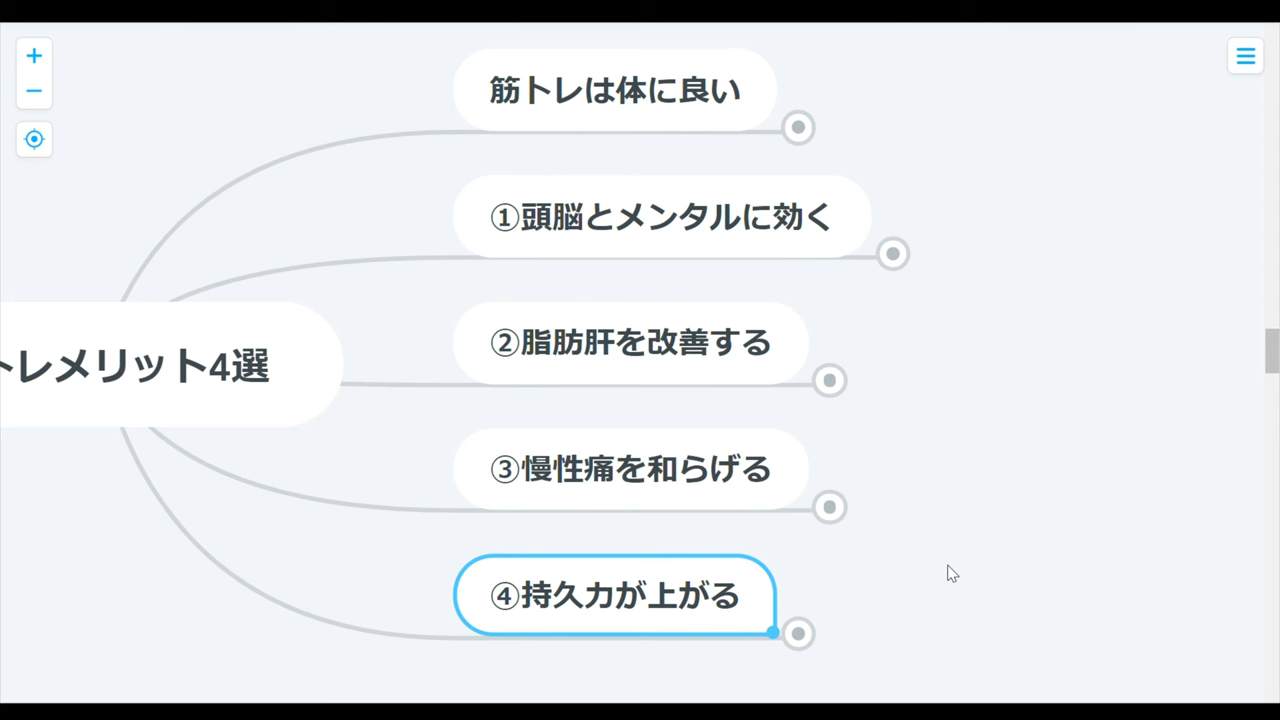 筋トレは体に良い
①頭脳とメンタルに効く
トレメリット4選
②脂肪肝を改善する
③慢性痛を和らげる
④持久力が上がる